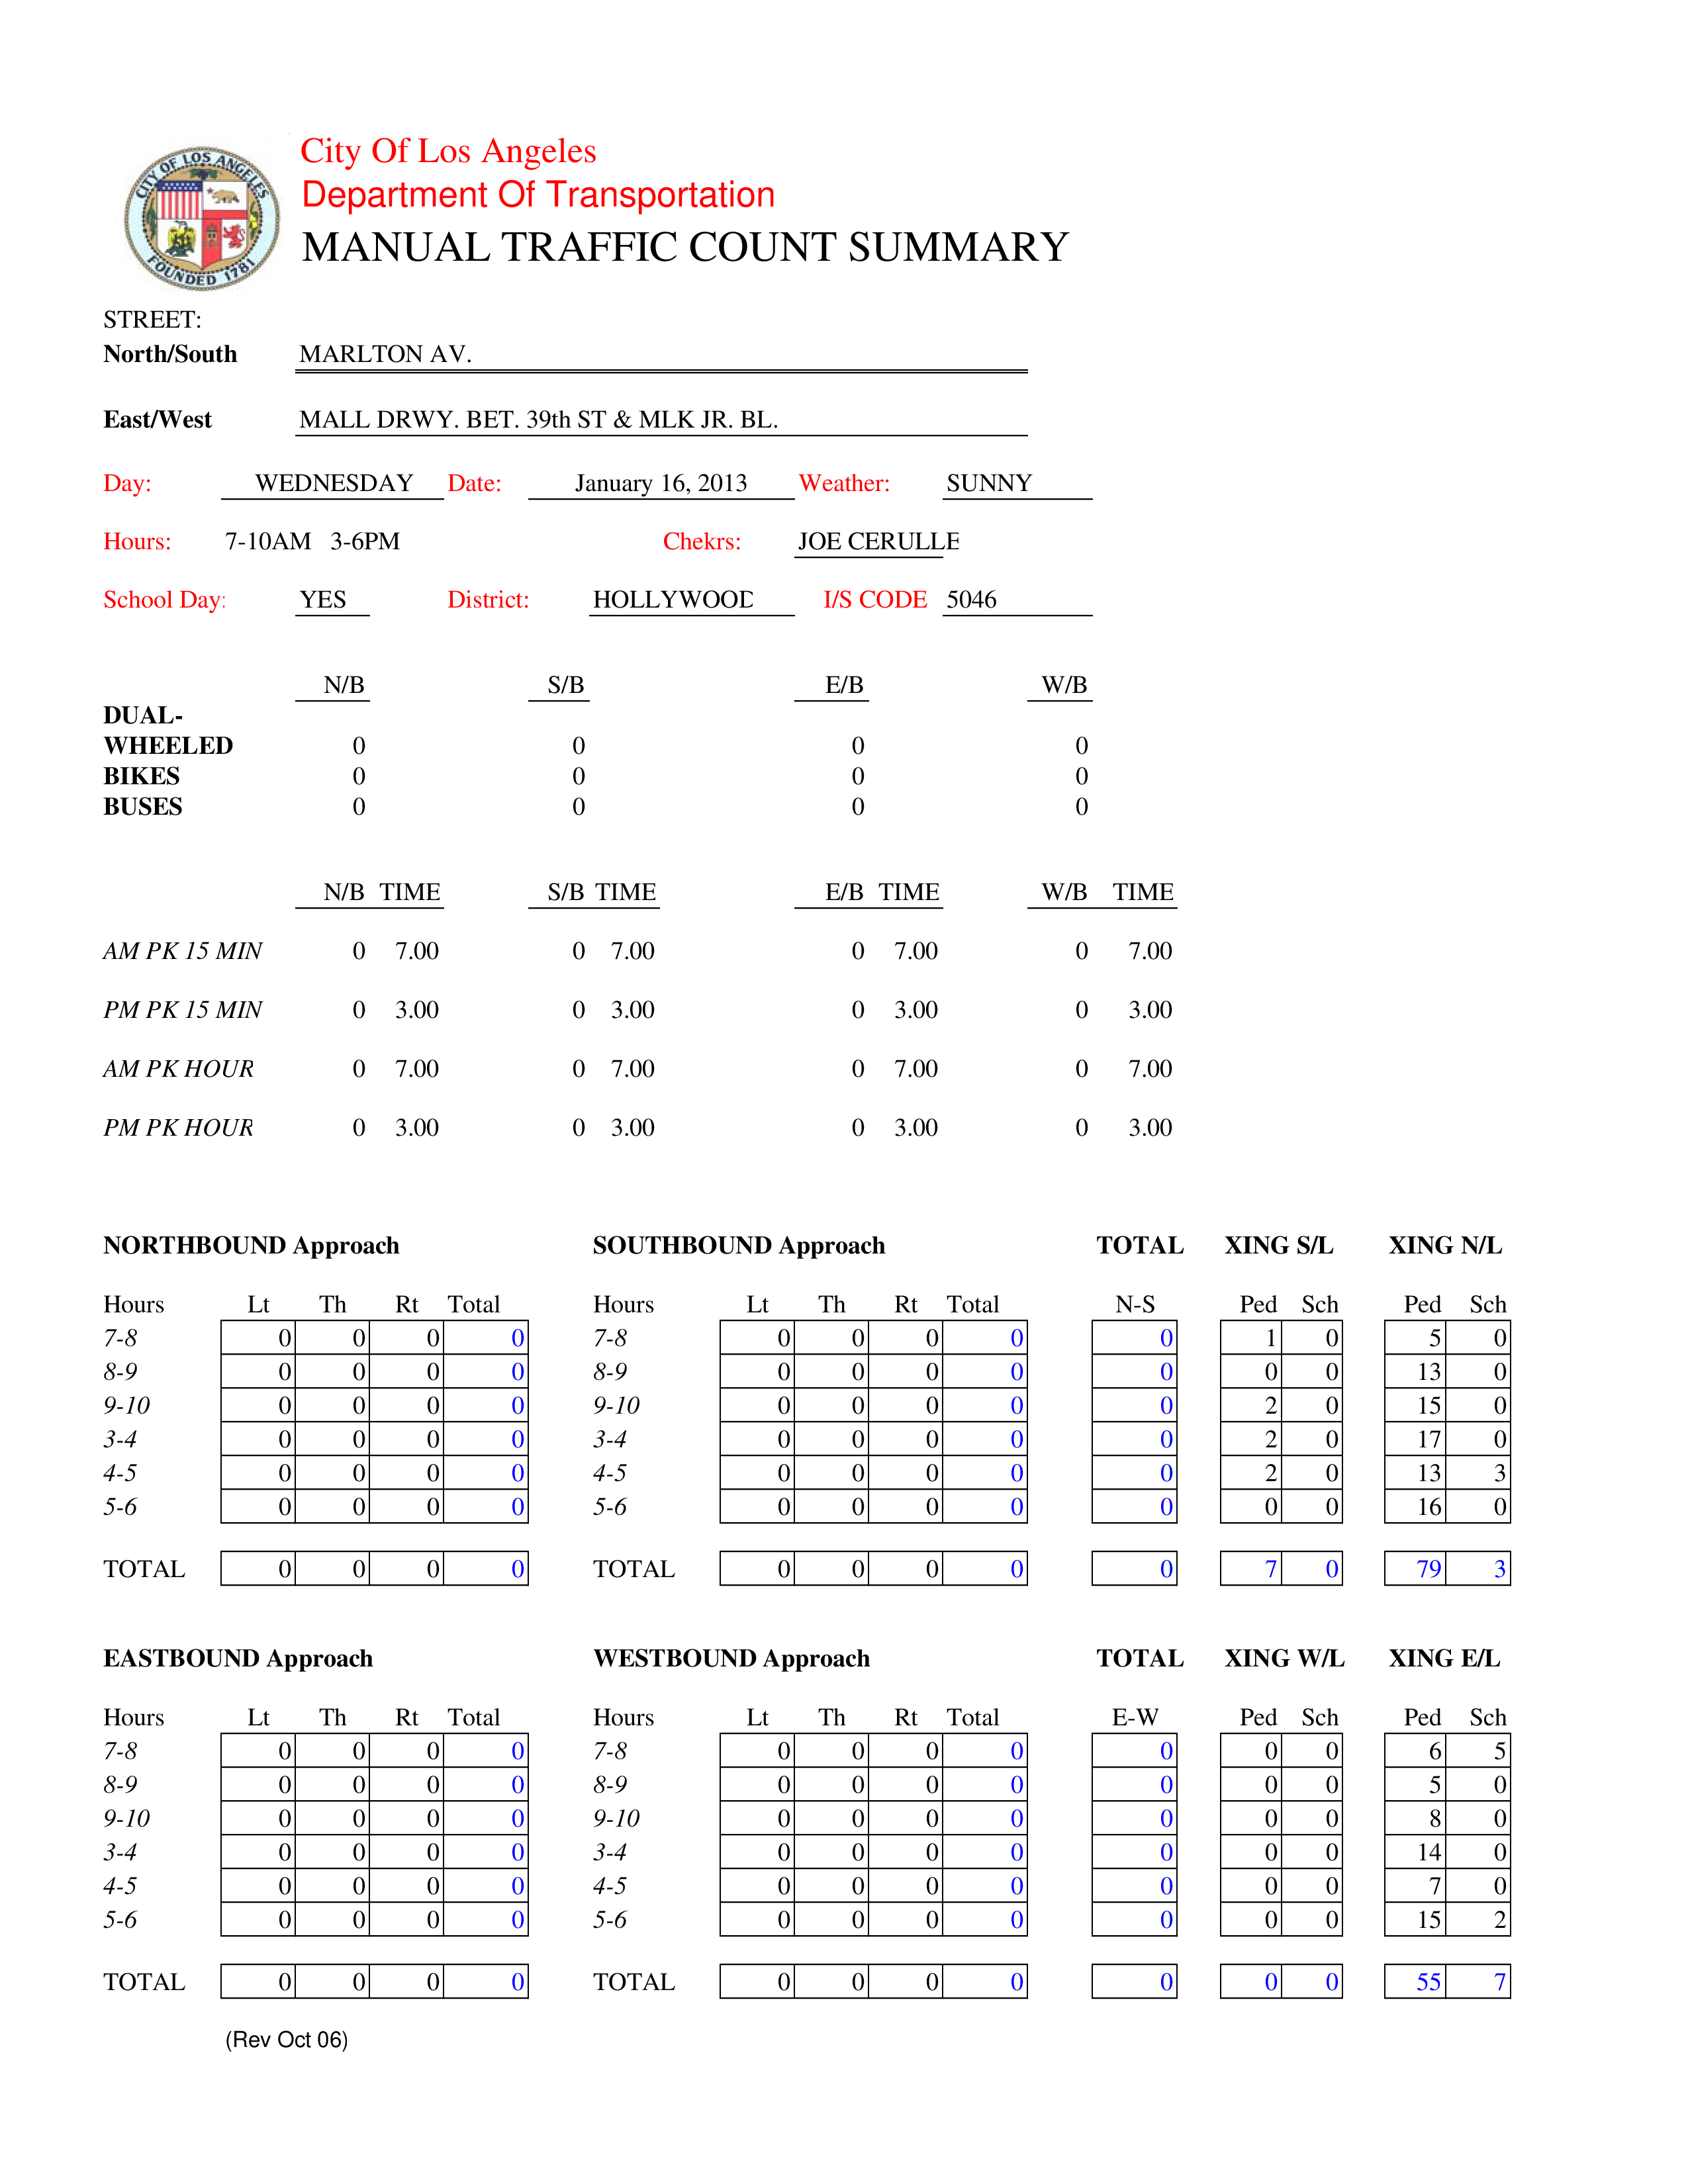 CITY OF LOS ANGELES
FOUNDED 1781
City Of Los Angeles
Department Of Transportation
MANUAL TRAFFIC COUNT SUMMARY
STREET:
North/South MARLTON AV.
East/West MALL DRWY. BET. 39th ST & MLK JR. BL.
Day: WEDNESDAY Date: January 16, 2013 Weather: SUNNY
Hours: 7-10AM 3-6PM Chekrs: JOE CERULLE
School Day: YES District: HOLLYWOOD I/S CODE 5046
N/B S/B E/B W/B
DUAL-
WHEELED 0 0 0 0
BIKES 0 0 0 0
BUSES 0 0 0 0
N/B TIME S/B TIME E/B TIME W/B TIME
AM PK 15 MIN 0 7.00 0 7.00 0 7.00 0 7.00
PM PK 15 MIN 0 3.00 0 3.00 0 3.00 0 3.00
AM PK HOUR 0 7.00 0 7.00 0 7.00 0 7.00
PM PK HOUR 0 3.00 0 3.00 0 3.00 0 3.00
NORTHBOUND Approach SOUTHBOUND Approach TOTAL XING S/L XING N/L
Hours Lt Th Rt Total Hours Lt Th Rt Total N-S Ped Sch Ped Sch
7-8 0 0 0 0 7-8 0 0 0 0 0 1 0 5 0
8-9 0 0 0 0 8-9 0 0 0 0 0 0 0 13 0
9-10 0 0 0 0 9-10 0 0 0 0 0 2 0 15 0
3-4 0 0 0 0 3-4 0 0 0 0 0 2 0 17 0
4-5 0 0 0 0 4-5 0 0 0 0 0 2 0 13 3
5-6 0 0 0 0 5-6 0 0 0 0 0 0 0 16 0
TOTAL 0 0 0 0 TOTAL 0 0 0 0 0 7 0 79 3
EASTBOUND Approach WESTBOUND Approach TOTAL XING W/L XING E/L
Hours Lt Th Rt Total Hours Lt Th Rt Total E-W Ped Sch Ped Sch
7-8 0 0 0 0 7-8 0 0 0 0 0 0 0 6 5
8-9 0 0 0 0 8-9 0 0 0 0 0 0 0 5 0
9-10 0 0 0 0 9-10 0 0 0 0 0 0 0 8 0
3-4 0 0 0 0 3-4 0 0 0 0 0 0 0 14 0
4-5 0 0 0 0 4-5 0 0 0 0 0 0 0 7 0
5-6 0 0 0 0 5-6 0 0 0 0 0 0 0 15 2
TOTAL 0 0 0 0 TOTAL 0 0 0 0 0 0 0 55 7
(Rev Oct 06)